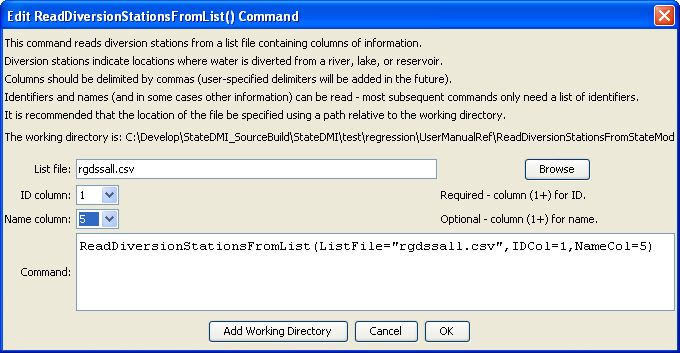 Edit ReadDiversionStationsFromList() Command
This command reads diversion stations from a list file containing columns of information.
Diversion stations indicate locations where water is diverted from a river, lake, or reservoir.
Columns should be delimited by commas (user-specified delimiters will be added in the future).
Identifiers and names (and in some cases other information) can be read - most subsequent commands only need a list of identifiers.
It is recommended that the location of the file be specified using a path relative to the working directory.
The working directory is: C:\Develop\StateDMI_SourceBuild\StateDMI\test\regression\UserManualRef\ReadDiversionStationsFromStateMod
List file: rgdssall.csv Browse
ID column: 1 Required - column (1+) for ID.
Name column: 5 Optional - column (1+) for name.
Command: ReadDiversionStationsFromList(ListFile="rgdssall.csv",IDCol=1,NameCol=5)
Add Working Directory Cancel OK